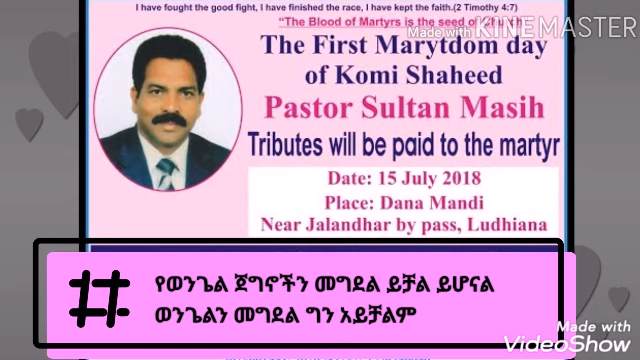 I have fought the good fight, I have finished the race, I have kept the faith.(2 Timothy 4:7)
"The Blood of Martyrs is the seed of Church"
Made with KINEMASTER
The First Marytdom day
of Komi Shaheed
Pastor Sultan Masih
Tributes will be paid to the martyr
Date: 15 July 2018
Place: Dana Mandi
Near Jalandhar by pass, Ludhiana
# የወንጌል ጀግኖችን መግደል ይቻል ይሆናል
ወንጌልን መግደል ግን አይቻልም
Made with
VideoShow